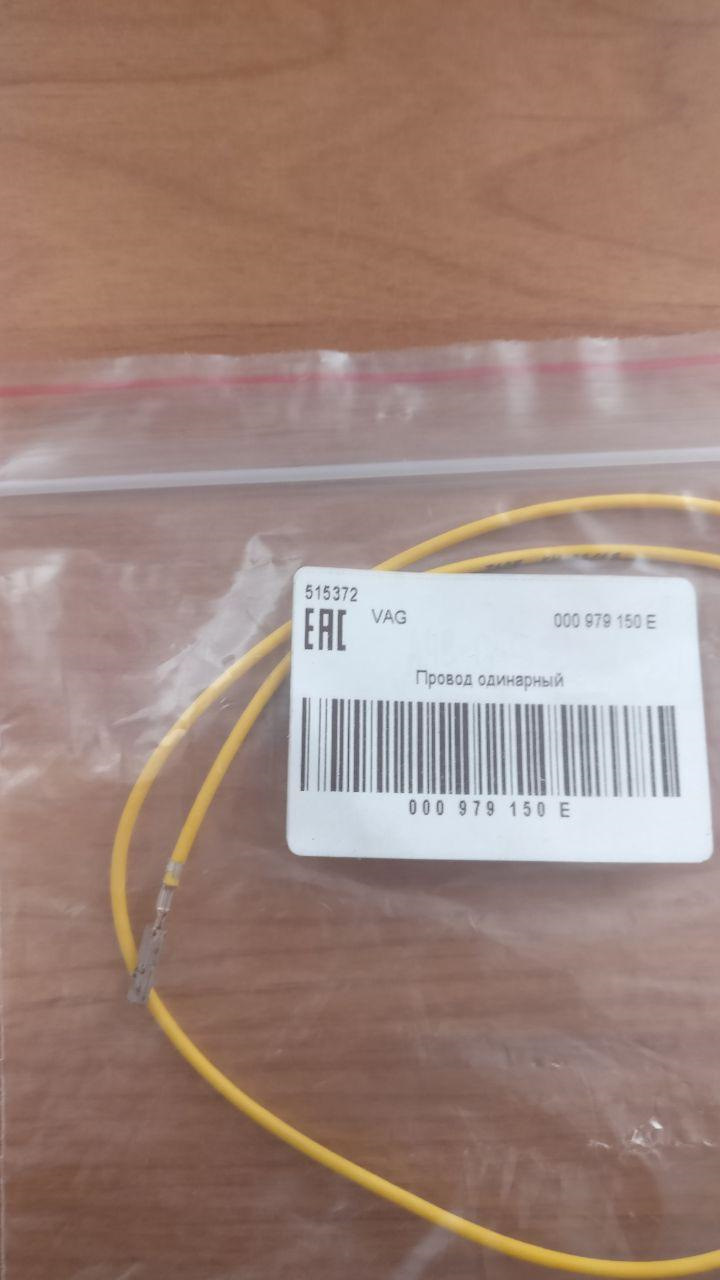 515372
EAC
VAG
000 979 150 E
Провод одинарный
000 979 150 E